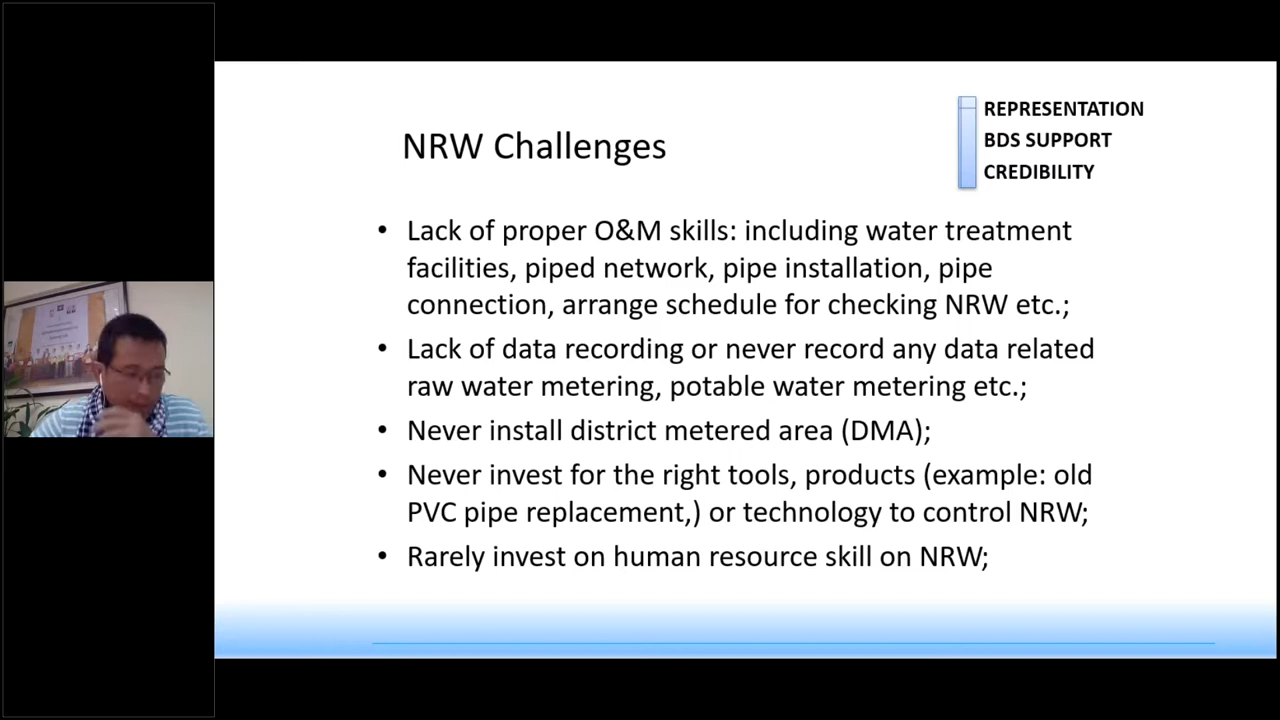 NRW Challenges
REPRESENTATION
BDS SUPPORT
CREDIBILITY
• Lack of proper O&M skills: including water treatment
facilities, piped network, pipe installation, pipe
connection, arrange schedule for checking NRW etc.;
• Lack of data recording or never record any data related
raw water metering, potable water metering etc.;
• Never install district metered area (DMA);
• Never invest for the right tools, products (example: old
PVC pipe replacement,) or technology to control NRW;
• Rarely invest on human resource skill on NRW;